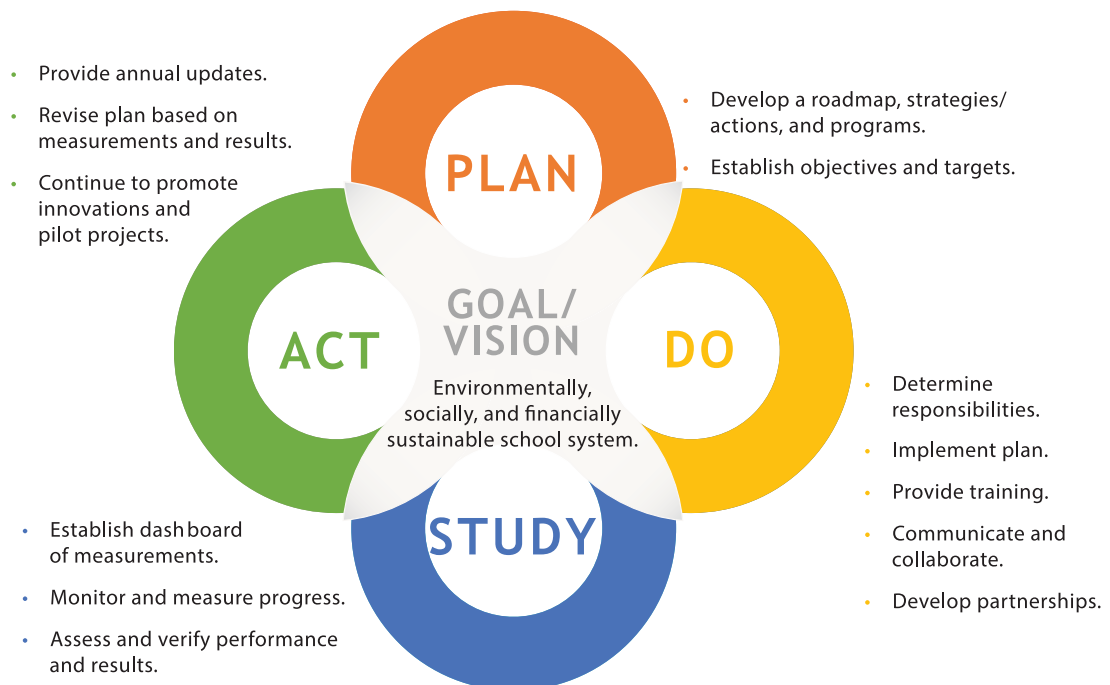 PLAN
• Develop a roadmap, strategies/
actions, and programs.
• Establish objectives and targets.
DO
• Determine
responsibilities.
• Implement plan.
• Provide training.
• Communicate and
collaborate.
• Develop partnerships.
STUDY
• Establish dashboard
of measurements.
• Monitor and measure progress.
• Assess and verify performance
and results.
ACT
• Provide annual updates.
• Revise plan based on
measurements and results.
• Continue to promote
innovations and
pilot projects.
GOAL/
VISION
Environmentally,
socially, and financially
sustainable school system.